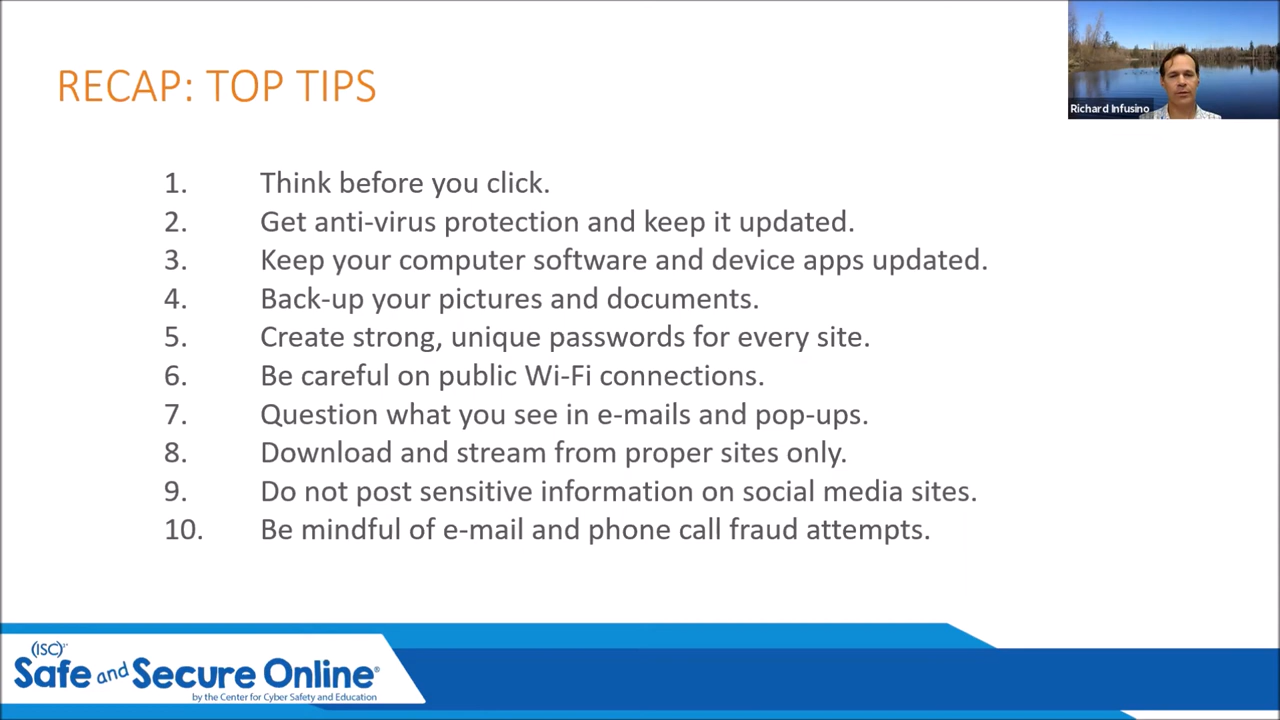 RECAP: TOP TIPS
Richard Infusino
1. Think before you click.
2. Get anti-virus protection and keep it updated.
3. Keep your computer software and device apps updated.
4. Back-up your pictures and documents.
5. Create strong, unique passwords for every site.
6. Be careful on public Wi-Fi connections.
7. Question what you see in e-mails and pop-ups.
8. Download and stream from proper sites only.
9. Do not post sensitive information on social media sites.
10. Be mindful of e-mail and phone call fraud attempts.
(ISC)²®
Safe and Secure Online®
by the Center for Cyber Safety and Education